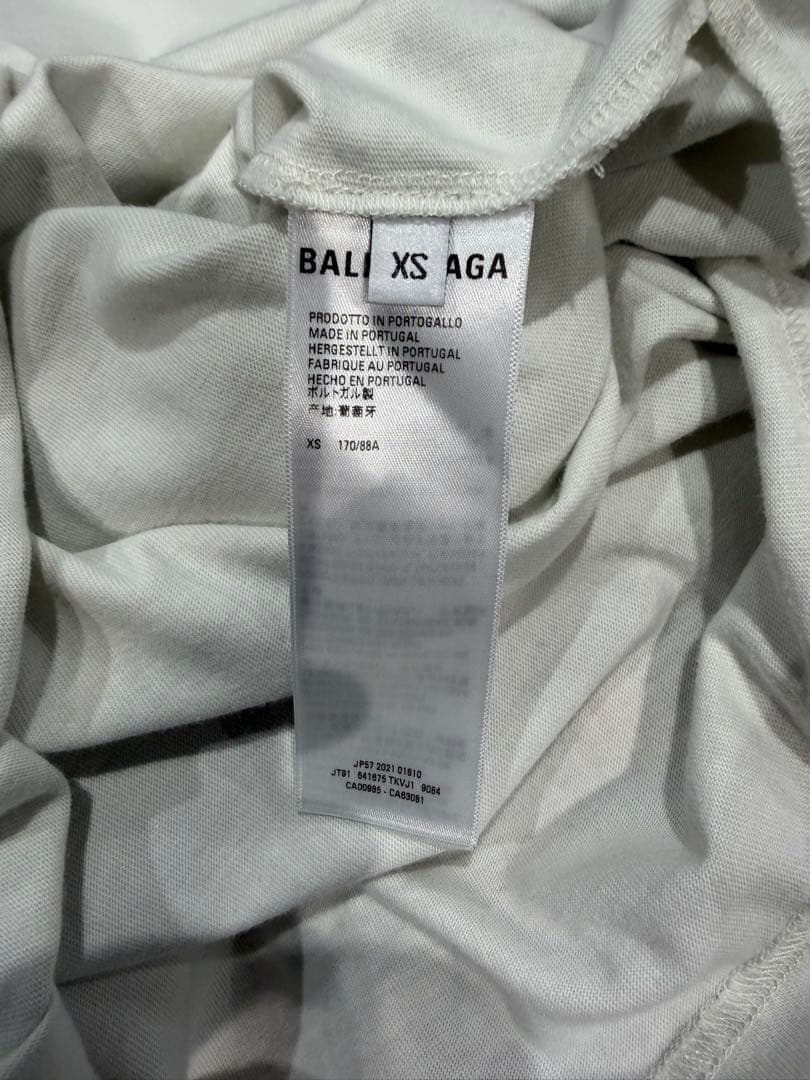 BAL
XS
AGA
PRODOTTO IN PORTOGALLO
MADE IN PORTUGAL
HERGESTELLT IN PORTUGAL
FABRIQUE AU PORTUGAL
HECHO EN PORTUGAL
ポルトガル製
产地:葡萄牙
XS 170/88A
JP57 2021 01610
JT91 641675 TKVJ1 9084
CA00985 - CA63081